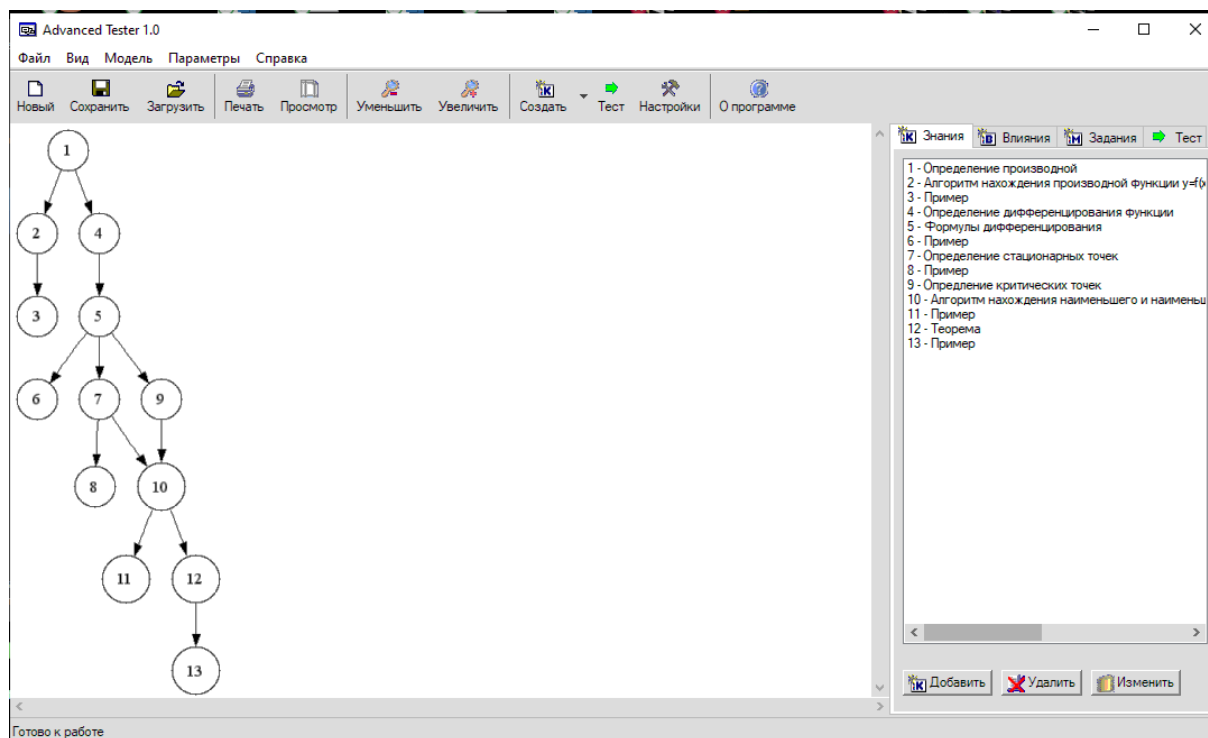 Advanced Tester 1.0
Файл Вид Модель Параметры Справка
Новый Сохранить Загрузить Печать Просмотр Уменьшить Увеличить Создать Тест Настройки О программе
Знания Влияния Задания Тест
1
2 4
3 5
6 7 9
8 10
11 12
13
1 - Определение производной
2 - Алгоритм нахождения производной функции y=f(x
3 - Пример
4 - Определение дифференцирования функции
5 - Формулы дифференцирования
6 - Пример
7 - Определение стационарных точек
8 - Пример
9 - Опредление критических точек
10 - Алгоритм нахождения наименьшего и наименьш
11 - Пример
12 - Теорема
13 - Пример
Добавить Удалить Изменить
Готово к работе